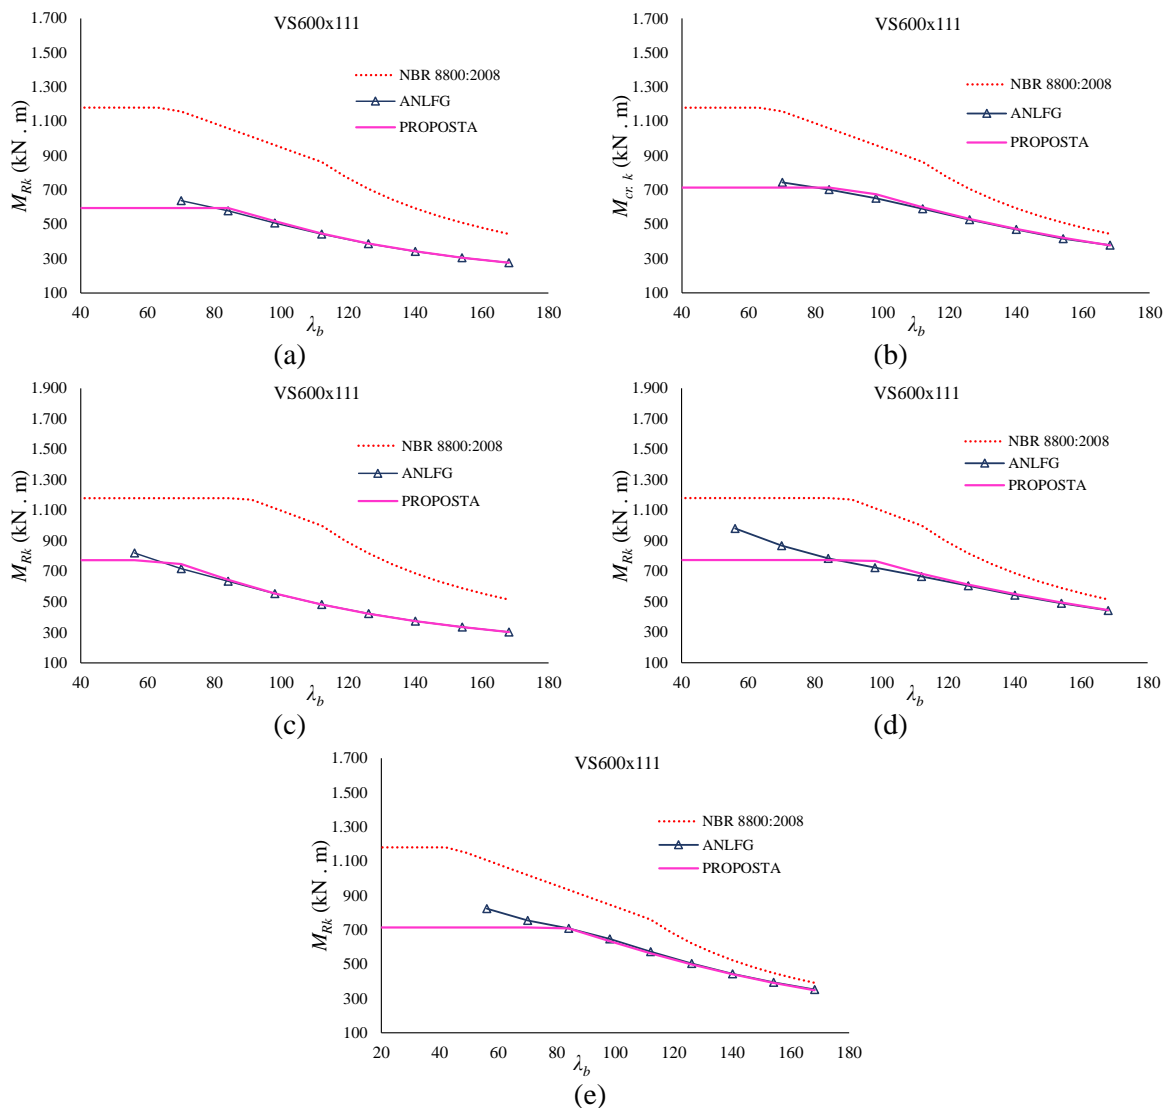 VS600x111
1.700
1.500
1.300
1.100
900
700
500
300
100
M_Rk (kN . m)
NBR 8800:2008
ANLFG
PROPOSTA
40 60 80 100 120 140 160 180
λ_b
(a)
VS600x111
1.700
1.500
1.300
1.100
900
700
500
300
100
M_cr, k (kN . m)
NBR 8800:2008
ANLFG
PROPOSTA
40 60 80 100 120 140 160 180
λ_b
(b)
VS600x111
1.900
1.700
1.500
1.300
1.100
900
700
500
300
100
M_Rk (kN . m)
NBR 8800:2008
ANLFG
PROPOSTA
40 60 80 100 120 140 160 180
λ_b
(c)
VS600x111
1.900
1.700
1.500
1.300
1.100
900
700
500
300
100
M_Rk (kN . m)
NBR 8800:2008
ANLFG
PROPOSTA
40 60 80 100 120 140 160 180
λ_b
(d)
VS600x111
1.700
1.500
1.300
1.100
900
700
500
300
100
M_Rk (kN . m)
NBR 8800:2008
ANLFG
PROPOSTA
20 40 60 80 100 120 140 160 180
λ_b
(e)